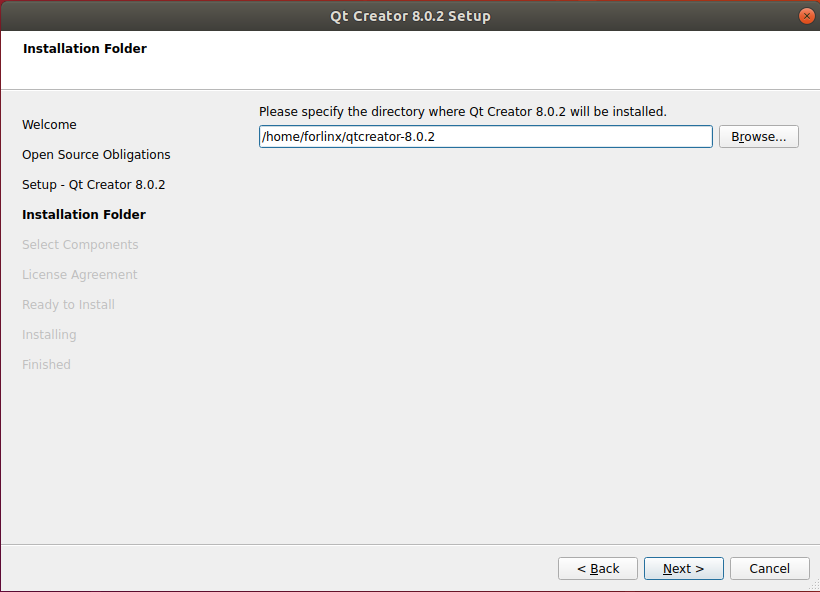 Qt Creator 8.0.2 Setup
Installation Folder
Welcome
Open Source Obligations
Setup - Qt Creator 8.0.2
Installation Folder
Select Components
License Agreement
Ready to Install
Installing
Finished
Please specify the directory where Qt Creator 8.0.2 will be installed.
/home/forlinx/qtcreator-8.0.2
Browse...
< Back
Next >
Cancel